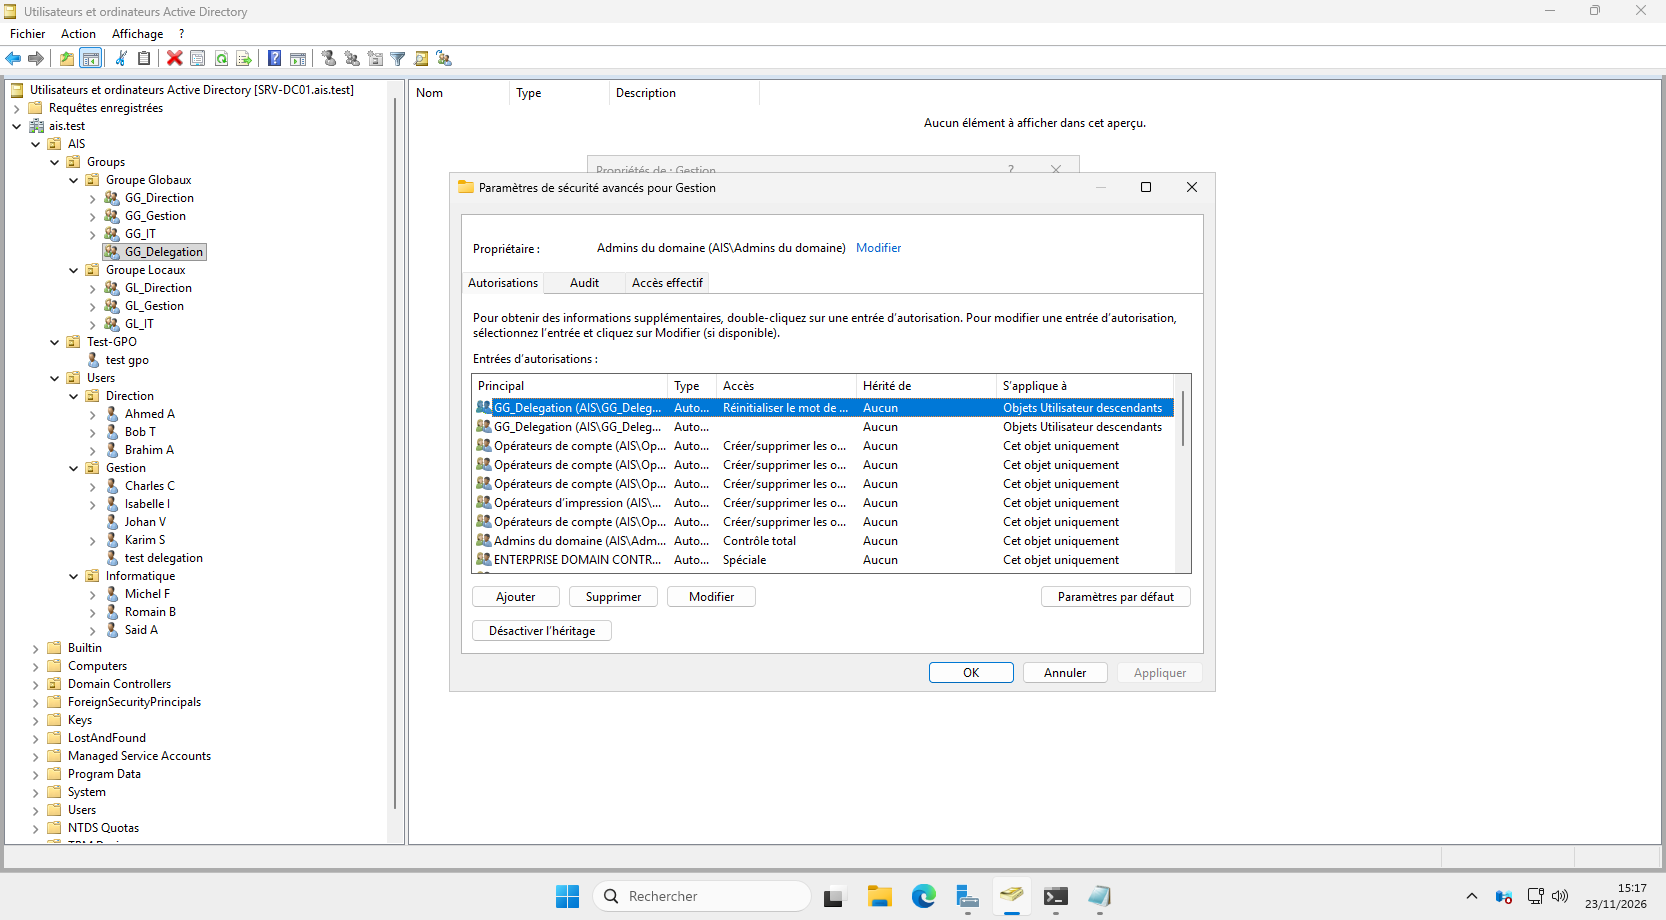 Utilisateurs et ordinateurs Active Directory
Fichier Action Affichage ?
Utilisateurs et ordinateurs Active Directory [SRV-DC01.ais.test]
Requêtes enregistrées
ais.test
AIS
Groups
Groupe Globaux
GG_Direction
GG_Gestion
GG_IT
GG_Delegation
Groupe Locaux
GL_Direction
GL_Gestion
GL_IT
Test-GPO
test gpo
Users
Direction
Ahmed A
Bob T
Brahim A
Gestion
Charles C
Isabelle I
Johan V
Karim S
test delegation
Informatique
Michel F
Romain B
Said A
Builtin
Computers
Domain Controllers
ForeignSecurityPrincipals
Keys
LostAndFound
Managed Service Accounts
Program Data
System
Users
NTDS Quotas
Nom Type Description
Aucun élément à afficher dans cet aperçu.
Propriétés de : Gestion ?
Paramètres de sécurité avancés pour Gestion
Propriétaire : Admins du domaine (AIS\Admins du domaine) Modifier
Autorisations Audit Accès effectif
Pour obtenir des informations supplémentaires, double-cliquez sur une entrée d’autorisation. Pour modifier une entrée d’autorisation,
sélectionnez l’entrée et cliquez sur Modifier (si disponible).
Entrées d’autorisations :
Principal Type Accès Hérité de S’applique à
GG_Delegation (AIS\GG_Deleg... Auto... Réinitialiser le mot de ... Aucun Objets Utilisateur descendants
GG_Delegation (AIS\GG_Deleg... Auto... Aucun Objets Utilisateur descendants
Opérateurs de compte (AIS\Op... Auto... Créer/supprimer les o... Aucun Cet objet uniquement
Opérateurs de compte (AIS\Op... Auto... Créer/supprimer les o... Aucun Cet objet uniquement
Opérateurs de compte (AIS\Op... Auto... Créer/supprimer les o... Aucun Cet objet uniquement
Opérateurs d’impression (AIS\... Auto... Créer/supprimer les o... Aucun Cet objet uniquement
Opérateurs de compte (AIS\Op... Auto... Créer/supprimer les o... Aucun Cet objet uniquement
Admins du domaine (AIS\Adm... Auto... Contrôle total Aucun Cet objet uniquement
ENTERPRISE DOMAIN CONTR... Auto... Spéciale Aucun Cet objet uniquement
Ajouter Supprimer Modifier Paramètres par défaut
Désactiver l’héritage
OK Annuler Appliquer
Rechercher
15:17
23/11/2026